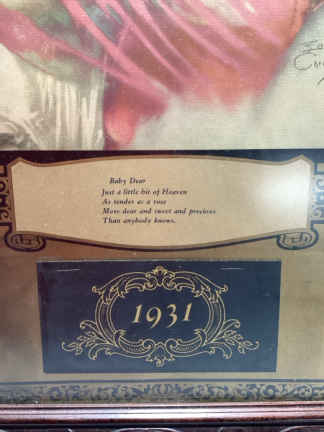 Baby Dear
Just a little bit of Heaven
As tender as a rose
More dear and sweet and precious
Than anybody knows.
1931